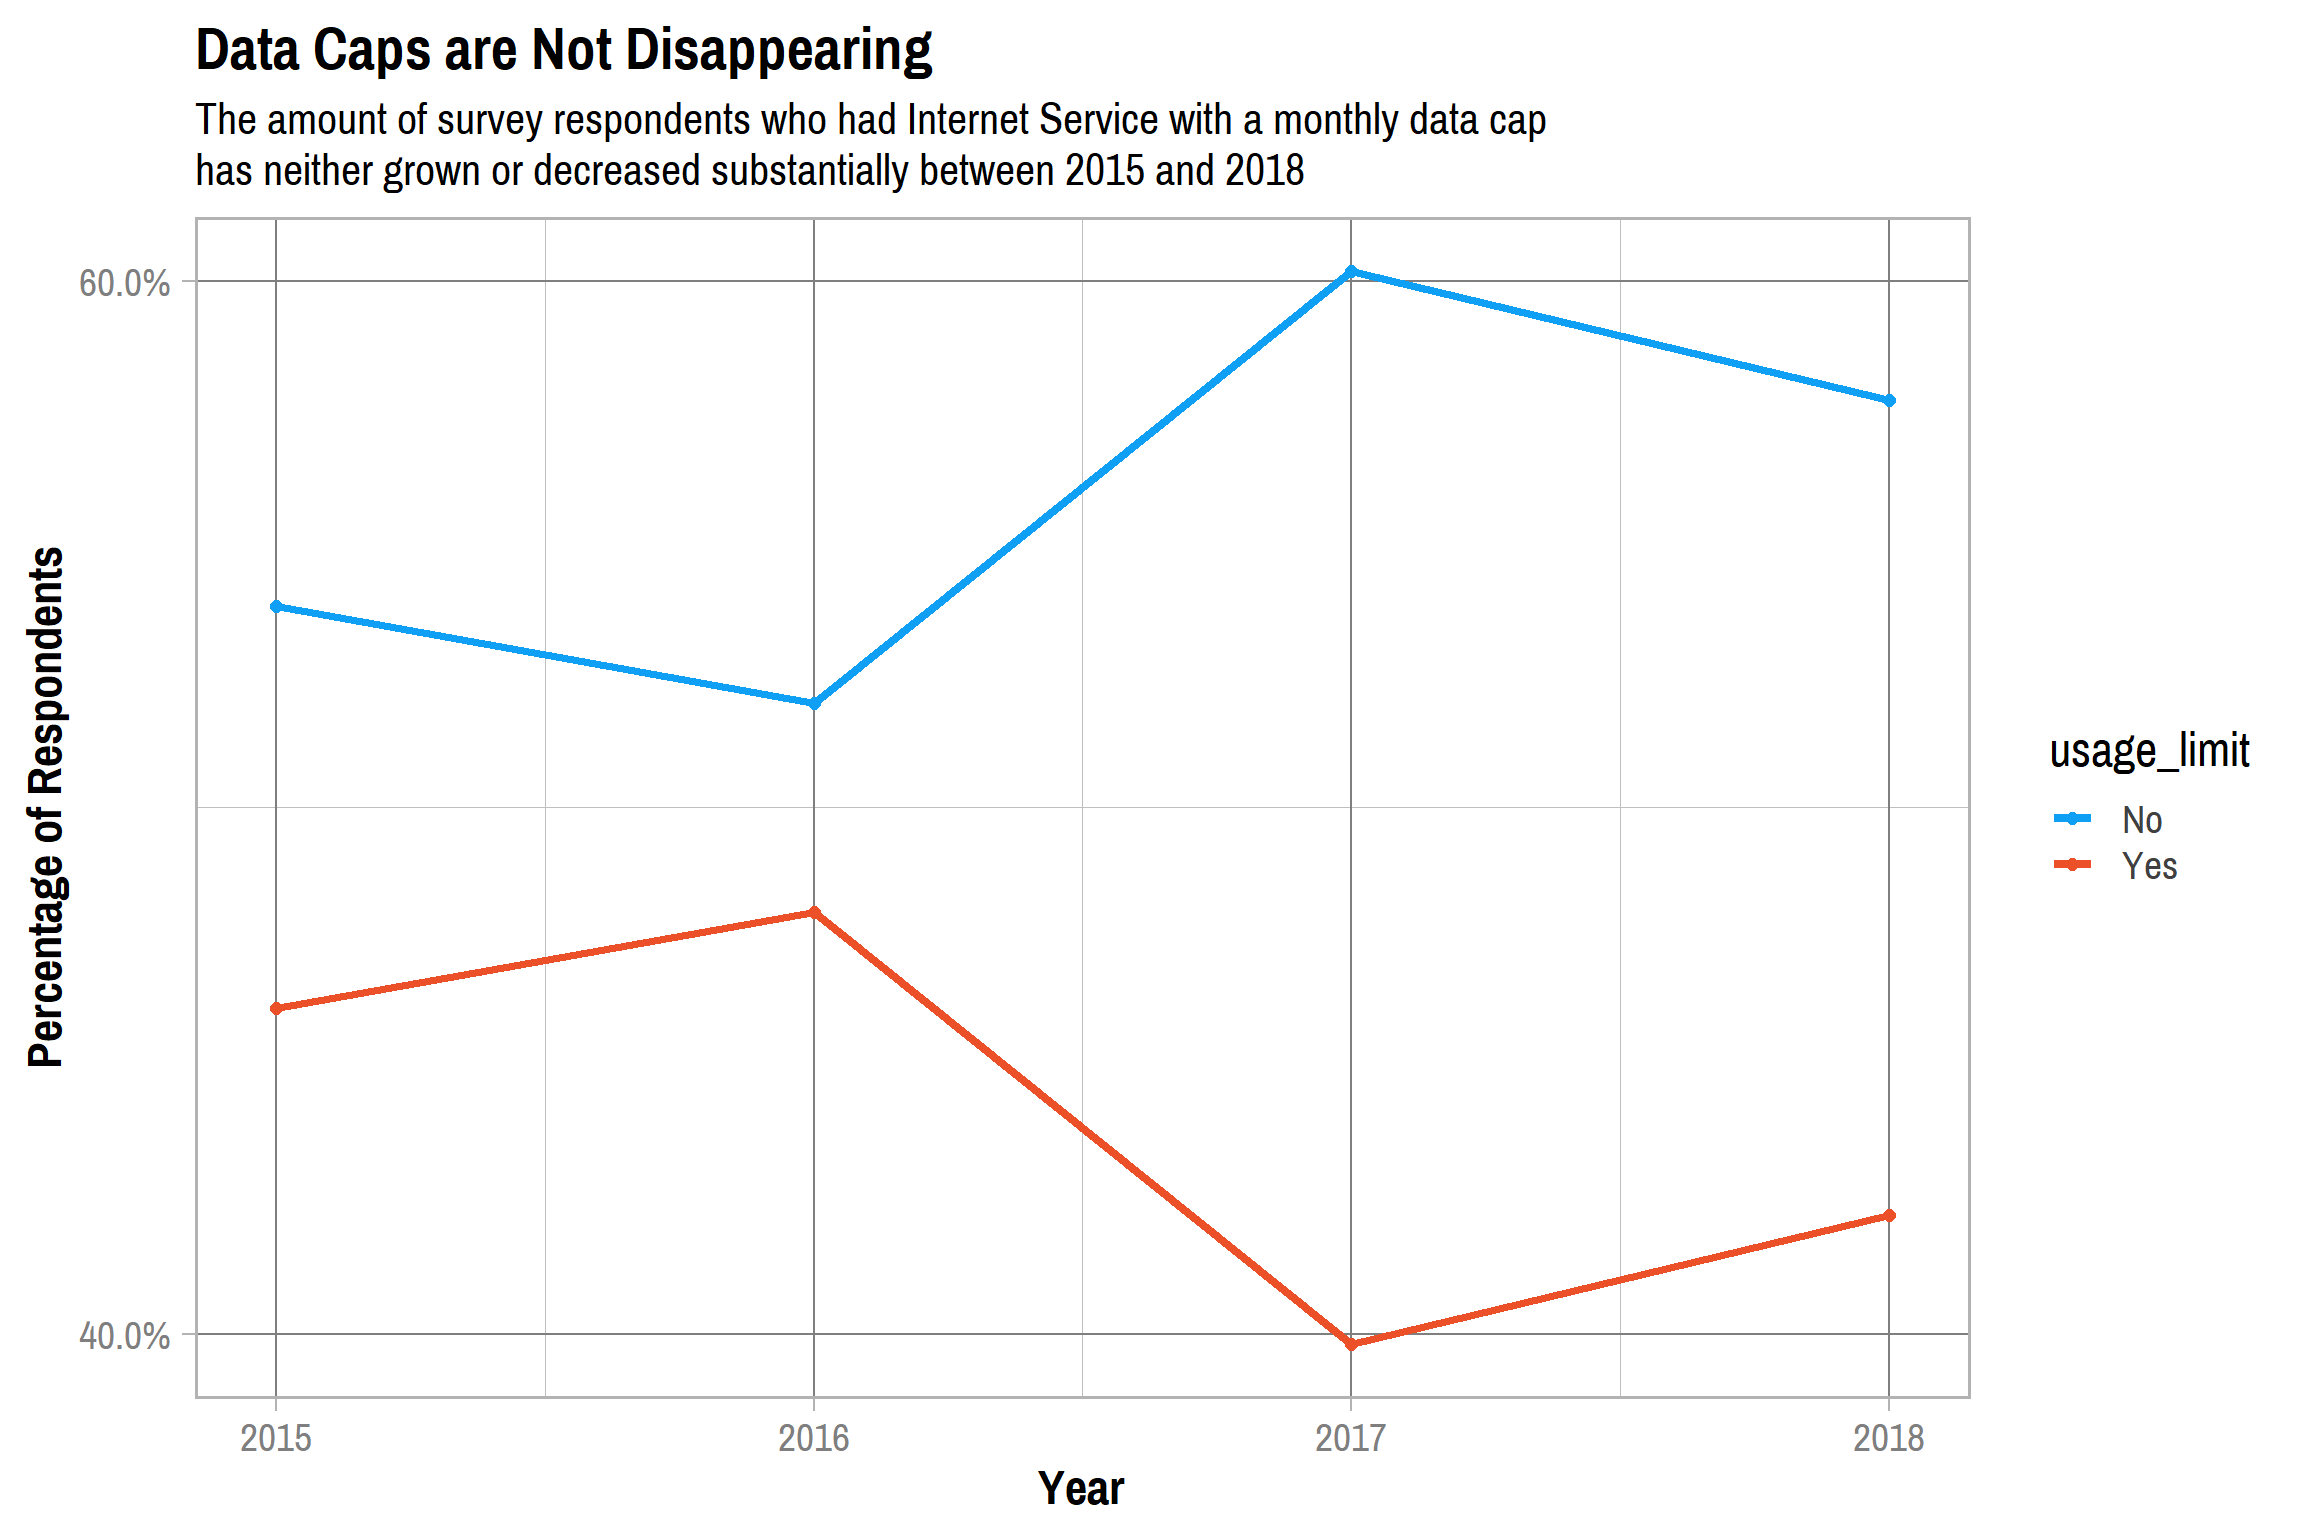 Data Caps are Not Disappearing
The amount of survey respondents who had Internet Service with a monthly data cap
has neither grown or decreased substantially between 2015 and 2018
Percentage of Respondents
60.0%
40.0%
2015
2016
2017
2018
Year
usage_limit
No
Yes